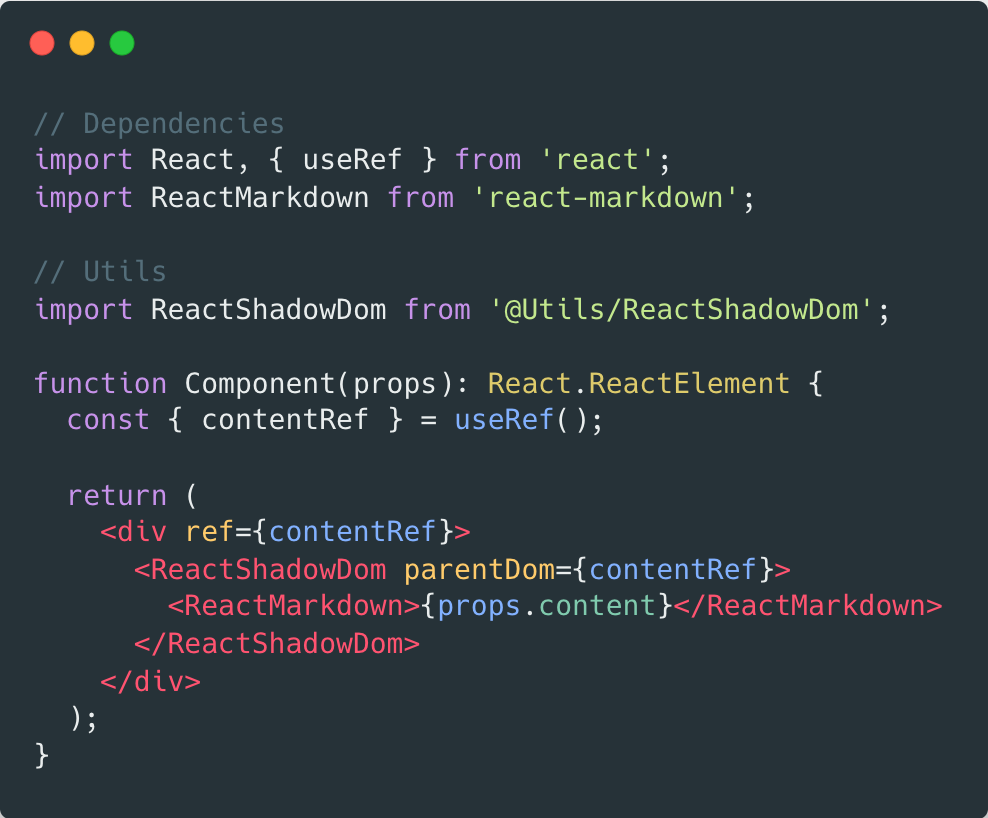 // Dependencies
import React, { useRef } from 'react';
import ReactMarkdown from 'react-markdown';
// Utils
import ReactShadowDom from '@Utils/ReactShadowDom';
function Component(props): React.ReactElement {
  const { contentRef } = useRef();
  return (
    <div ref={contentRef}>
      <ReactShadowDom parentDom={contentRef}>
        <ReactMarkdown>{props.content}</ReactMarkdown>
      </ReactShadowDom>
    </div>
  );
}